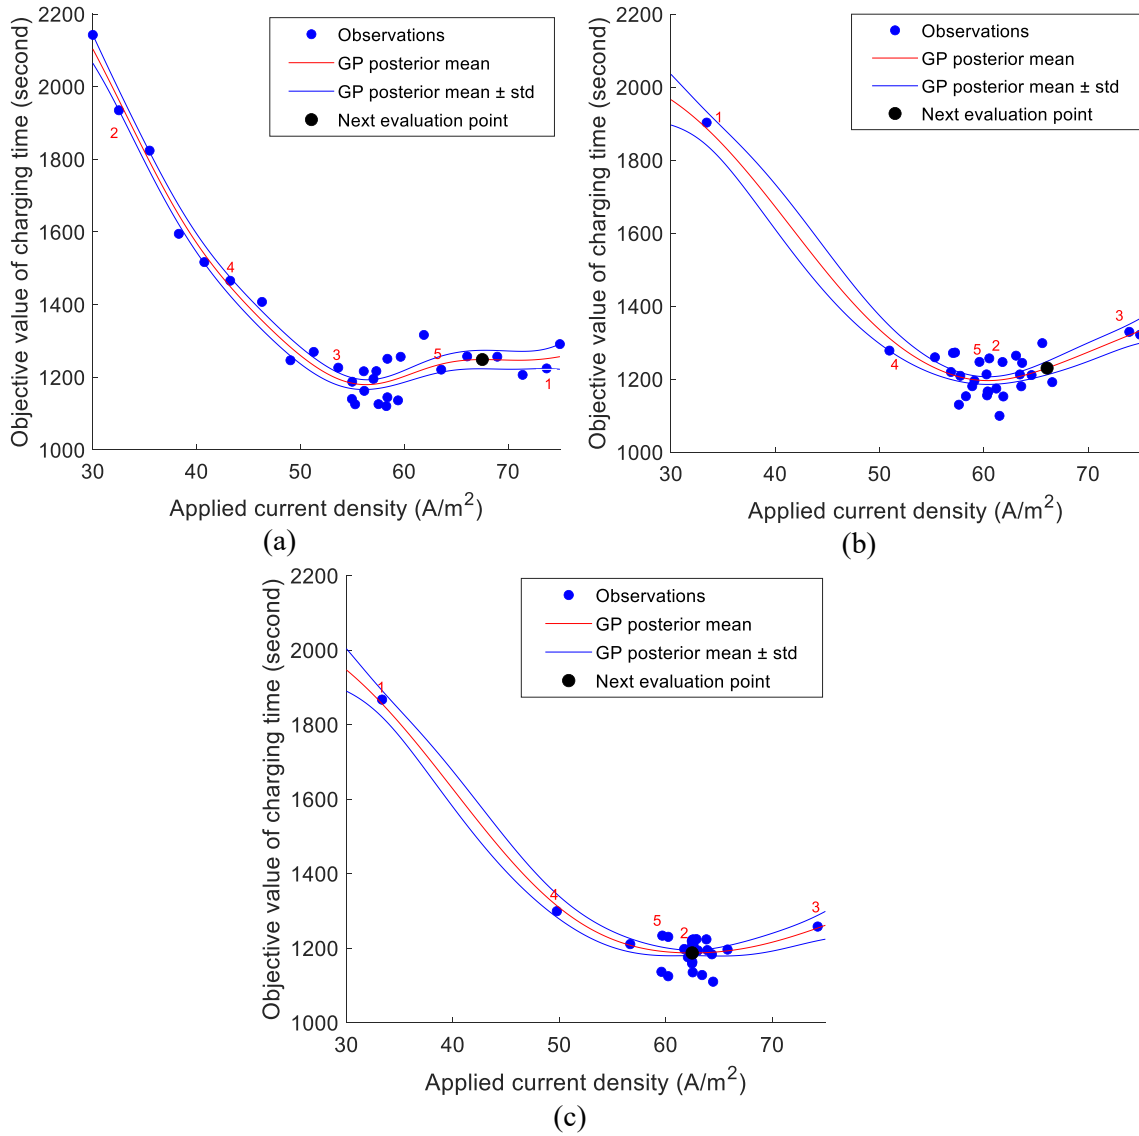 2200
2000
1800
1600
1400
1200
1000
Objective value of charging time (second)
Observations
GP posterior mean
GP posterior mean ± std
Next evaluation point
2
4
3
5
1
30 40 50 60 70
Applied current density (A/m²)
(a)
2200
2000
1800
1600
1400
1200
1000
Objective value of charging time (second)
Observations
GP posterior mean
GP posterior mean ± std
Next evaluation point
1
4
5 2
3
30 40 50 60 70
Applied current density (A/m²)
(b)
2200
2000
1800
1600
1400
1200
1000
Objective value of charging time (second)
Observations
GP posterior mean
GP posterior mean ± std
Next evaluation point
1
4
5
2
3
30 40 50 60 70
Applied current density (A/m²)
(c)